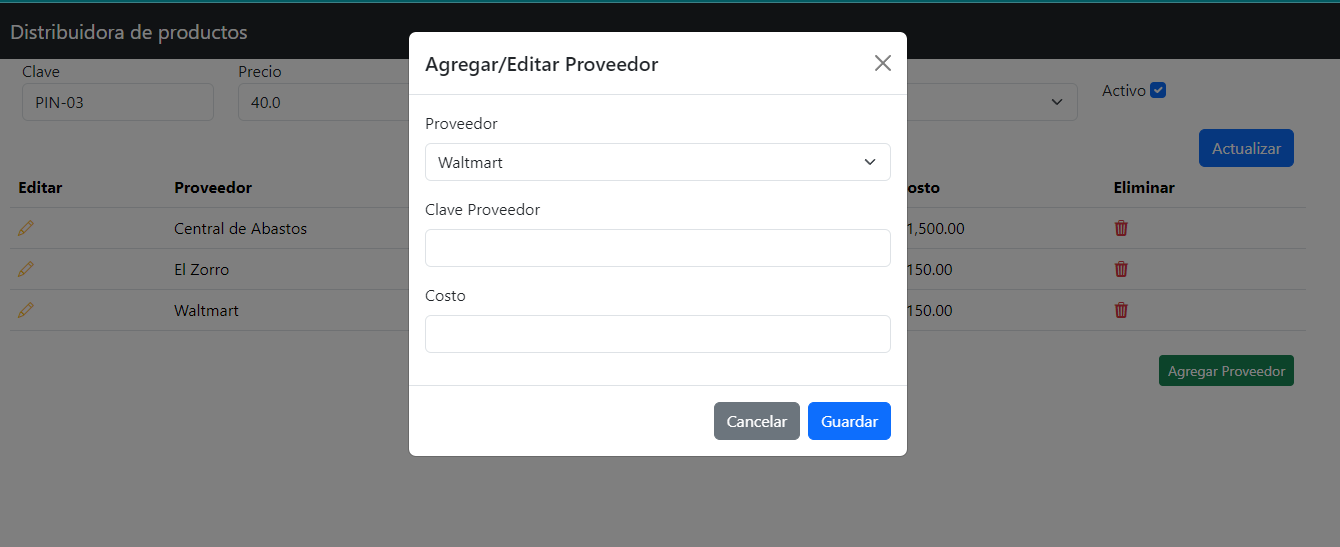 Distribuidora de productos
Agregar/Editar Proveedor
Clave
Precio
PIN-03
40.0
Activo
Proveedor
Waltmart
Clave Proveedor
Costo
Cancelar
Guardar
Actualizar
Editar
Proveedor
osto
Eliminar
Central de Abastos
1,500.00
El Zorro
150.00
Waltmart
150.00
Agregar Proveedor